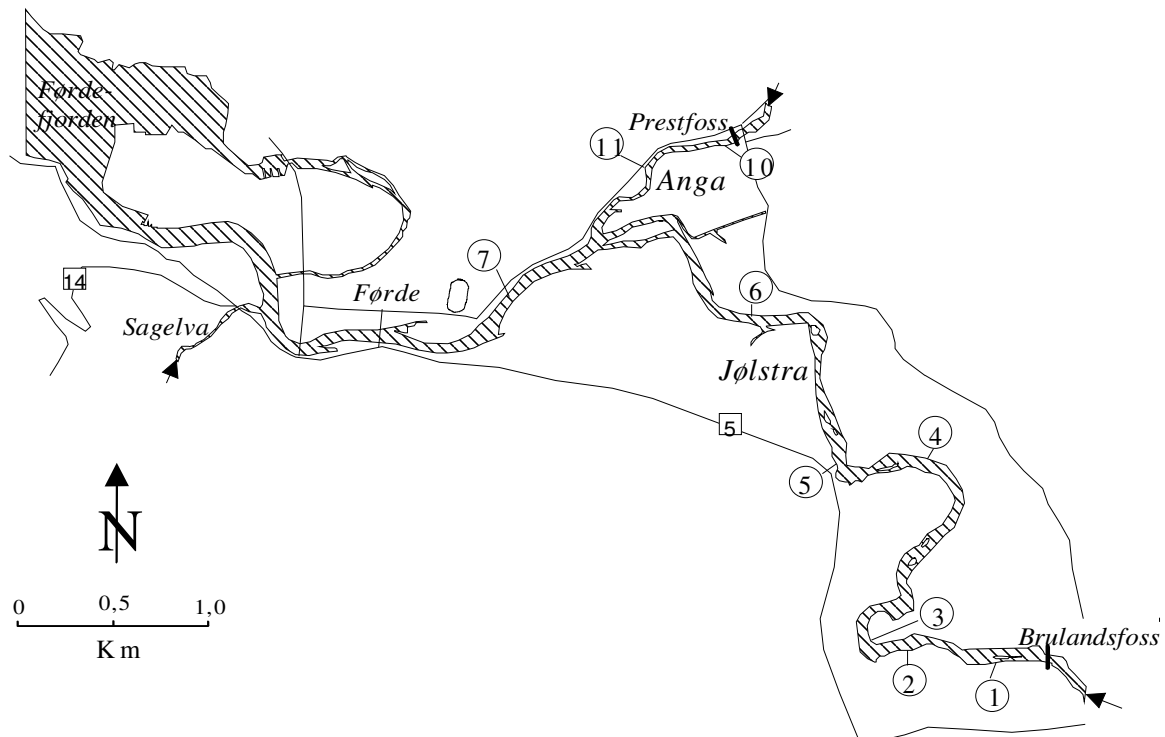 Førde-
fjorden
Prestfoss
11
10
Anga
7
14
Førde
6
Sagelva
Jølstra
5
4
5
N
0 0,5 1,0
Km
3
Brulandsfoss
2
1